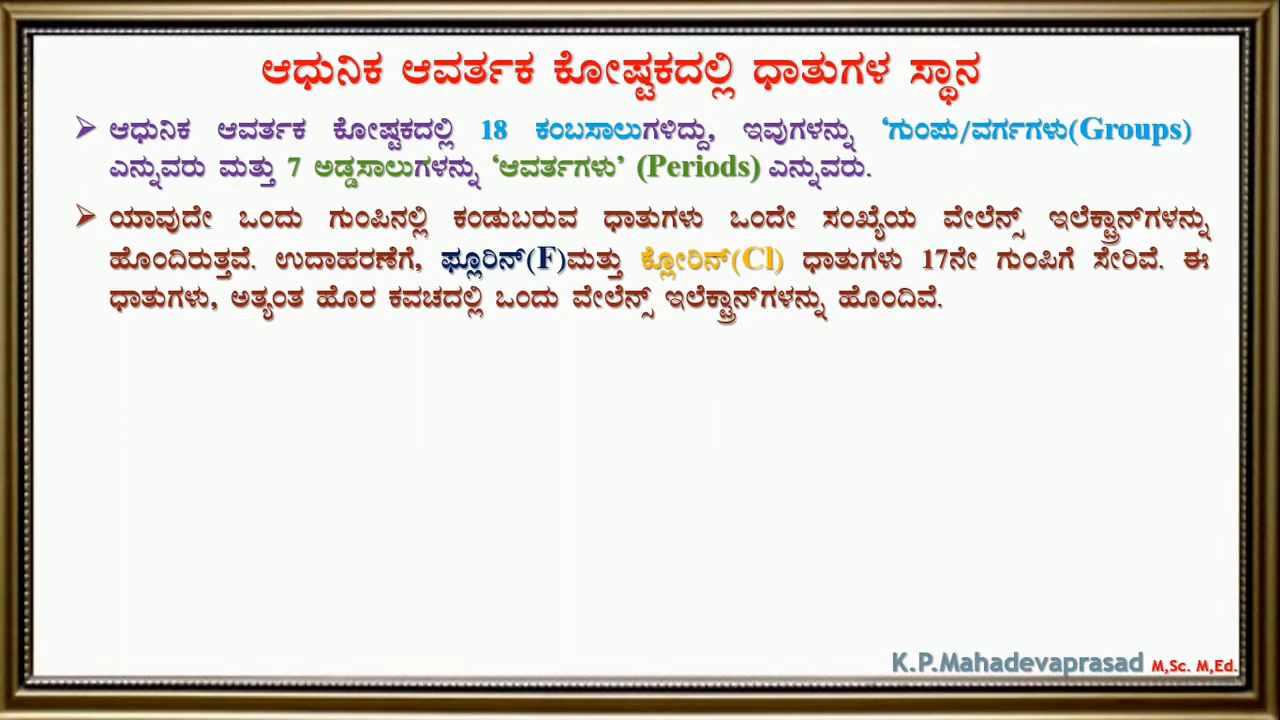 ಆಧುನಿಕ ಆವರ್ತಕ ಕೋಷ್ಟಕದಲ್ಲಿ ಧಾತುಗಳ ಸ್ಥಾನ
➢ ಆಧುನಿಕ ಆವರ್ತಕ ಕೋಷ್ಟಕದಲ್ಲಿ 18 ಕಂಬಸಾಲುಗಳಿದ್ದು, ಇವುಗಳನ್ನು ‘ಗುಂಪು/ವರ್ಗಗಳು(Groups)
ಎನ್ನುವರು ಮತ್ತು 7 ಅಡ್ಡಸಾಲುಗಳನ್ನು ‘ಆವರ್ತಗಳು’ (Periods) ಎನ್ನುವರು.
➢ ಯಾವುದೇ ಒಂದು ಗುಂಪಿನಲ್ಲಿ ಕಂಡುಬರುವ ಧಾತುಗಳು ಒಂದೇ ಸಂಖ್ಯೆಯ ವೇಲೆನ್ಸ್ ಇಲೆಕ್ಟ್ರಾನ್‌ಗಳನ್ನು
ಹೊಂದಿರುತ್ತವೆ. ಉದಾಹರಣೆಗೆ, ಫ್ಲೂರಿನ್(F)ಮತ್ತು ಕ್ಲೋರಿನ್(Cl) ಧಾತುಗಳು 17ನೇ ಗುಂಪಿಗೆ ಸೇರಿವೆ. ಈ
ಧಾತುಗಳು, ಅತ್ಯಂತ ಹೊರ ಕವಚದಲ್ಲಿ ಒಂದು ವೇಲೆನ್ಸ್ ಇಲೆಕ್ಟ್ರಾನ್‌ಗಳನ್ನು ಹೊಂದಿವೆ.
K.P.Mahadevaprasad M,Sc. M,Ed.